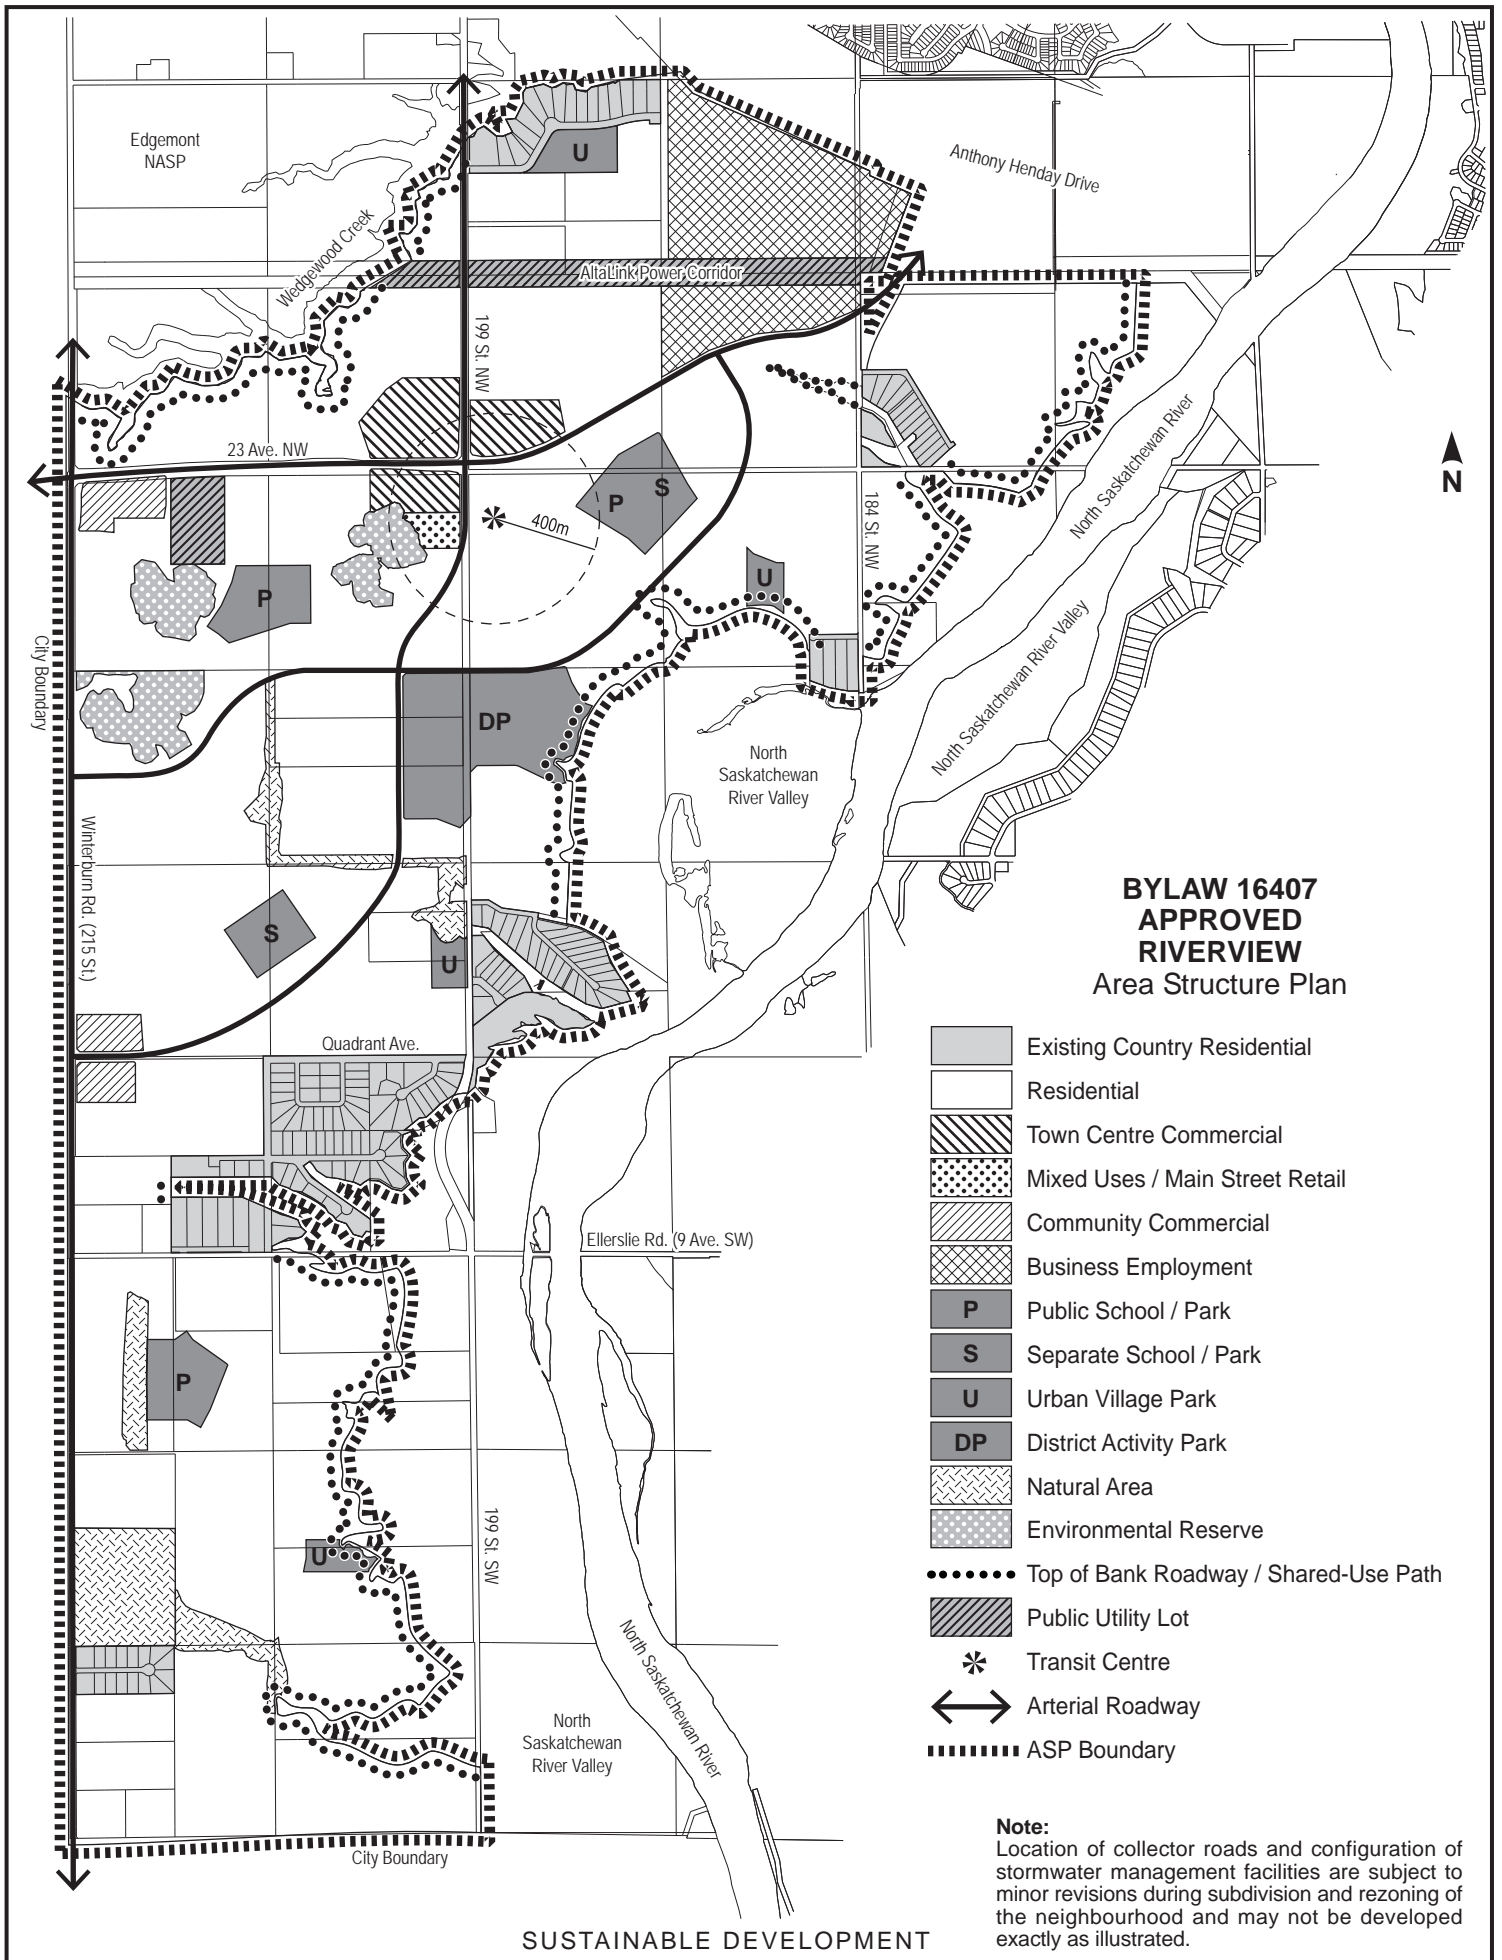 Edgemont
NASP
U
Anthony Henday Drive
Wedgewood Creek
AltaLink Power Corridor
199 St. NW
23 Ave. NW
P
S
400m
184 St. NW
North Saskatchewan River
N
U
P
North Saskatchewan River Valley
City Boundary
DP
North
Saskatchewan
River Valley
Winterburn Rd. (215 St.)
S
U
Quadrant Ave.
Ellerslie Rd. (9 Ave. SW)
P
199 St. SW
U
North Saskatchewan River
North
Saskatchewan
River Valley
City Boundary
BYLAW 16407
APPROVED
RIVERVIEW
Area Structure Plan
Existing Country Residential
Residential
Town Centre Commercial
Mixed Uses / Main Street Retail
Community Commercial
Business Employment
P Public School / Park
S Separate School / Park
U Urban Village Park
DP District Activity Park
Natural Area
Environmental Reserve
Top of Bank Roadway / Shared-Use Path
Public Utility Lot
Transit Centre
Arterial Roadway
ASP Boundary
Note:
Location of collector roads and configuration of
stormwater management facilities are subject to
minor revisions during subdivision and rezoning of
the neighbourhood and may not be developed
exactly as illustrated.
SUSTAINABLE DEVELOPMENT